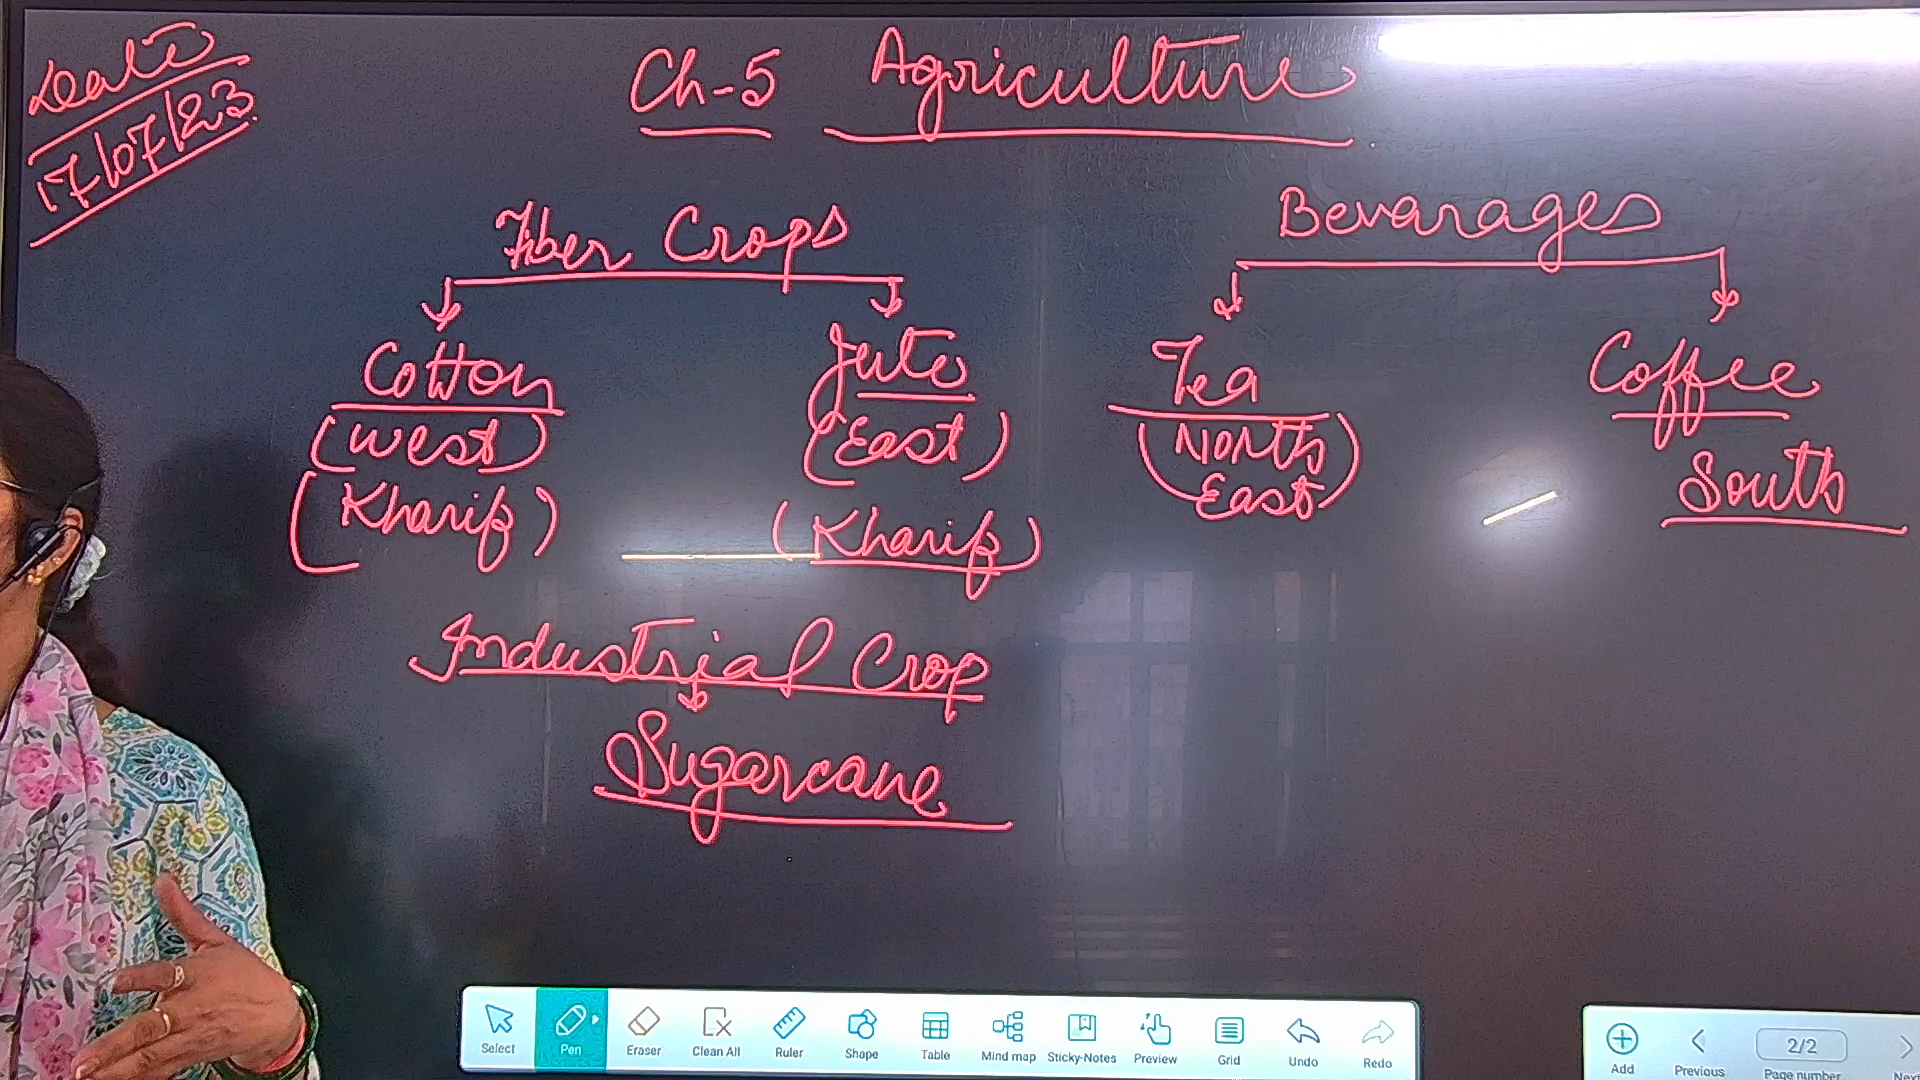 Date
17/07/23
Ch-5 Agriculture
Fiber Crops
Cotton
(West)
(Kharif)
Jute
(East)
(Kharif)
Bevarages
Tea
(North
East)
Coffee
South
Industrial Crop
Sugarcane
Select
Pen
Eraser
Clean All
Ruler
Shape
Table
Mind map
Sticky-Notes
Preview
Grid
Undo
Redo
Add
Previous
2/2
Page number
Next